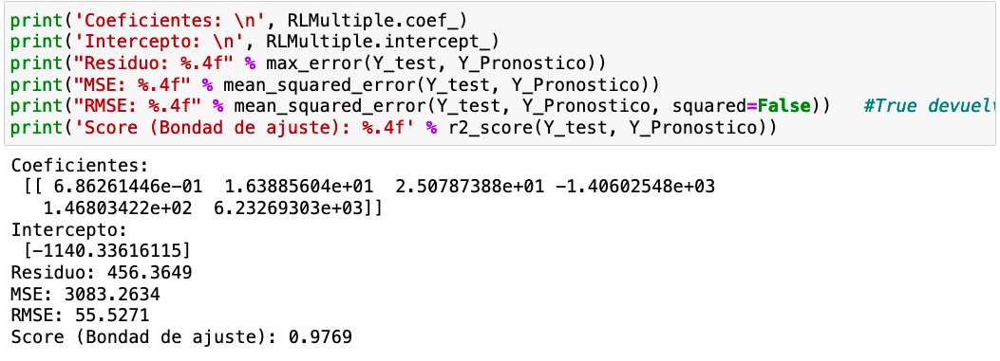 print('Coeficientes: \n', RLMultiple.coef_)
print('Intercepto: \n', RLMultiple.intercept_)
print("Residuo: %.4f" % max_error(Y_test, Y_Pronostico))
print("MSE: %.4f" % mean_squared_error(Y_test, Y_Pronostico))
print("RMSE: %.4f" % mean_squared_error(Y_test, Y_Pronostico, squared=False))   #True
print('Score (Bondad de ajuste): %.4f' % r2_score(Y_test, Y_Pronostico))
Coeficientes:
 [[ 6.86261446e-01  1.63885604e+01  2.50787388e+01 -1.40602548e+03
   1.46803422e+02  6.23269303e+03]]
Intercepto:
 [-1140.33616115]
Residuo: 456.3649
MSE: 3083.2634
RMSE: 55.5271
Score (Bondad de ajuste): 0.9769